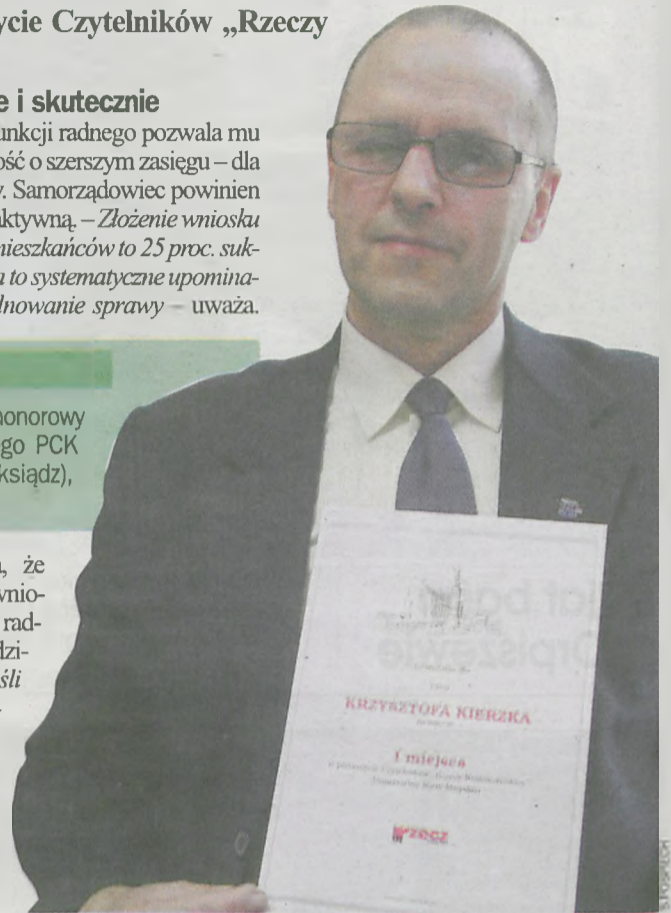 ycie Czytelników „Rzeczy
e i skutecznie
unkcji radnego pozwala mu
ość o szerszym zasięgu – dla
y. Samorządowiec powinien
aktywną. – Złożenie wniosku
mieszkańców to 25 proc. suk-
a to systematyczne upomina-
lnowanie sprawy – uważa.
honorowy
ego PCK
ksiądz),
że
wnio-
rad-
dzi-
śli
KRZYSZTOFA KIERZKA
I miejsca
rzecz